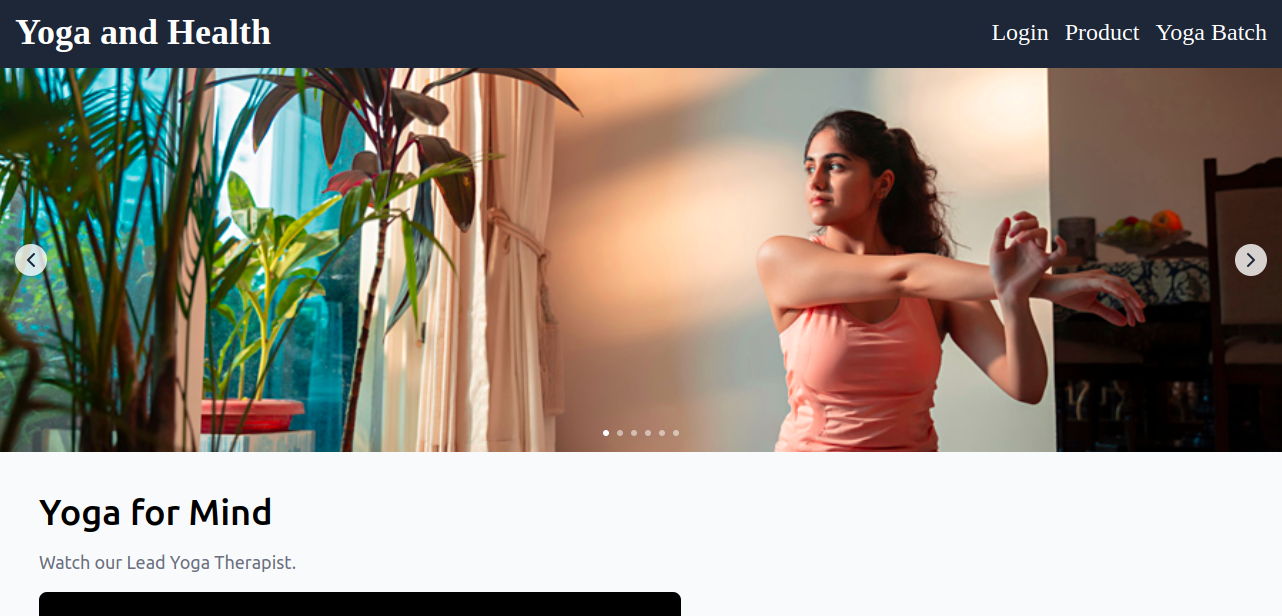 Yoga and Health
Login Product Yoga Batch
Yoga for Mind
Watch our Lead Yoga Therapist.